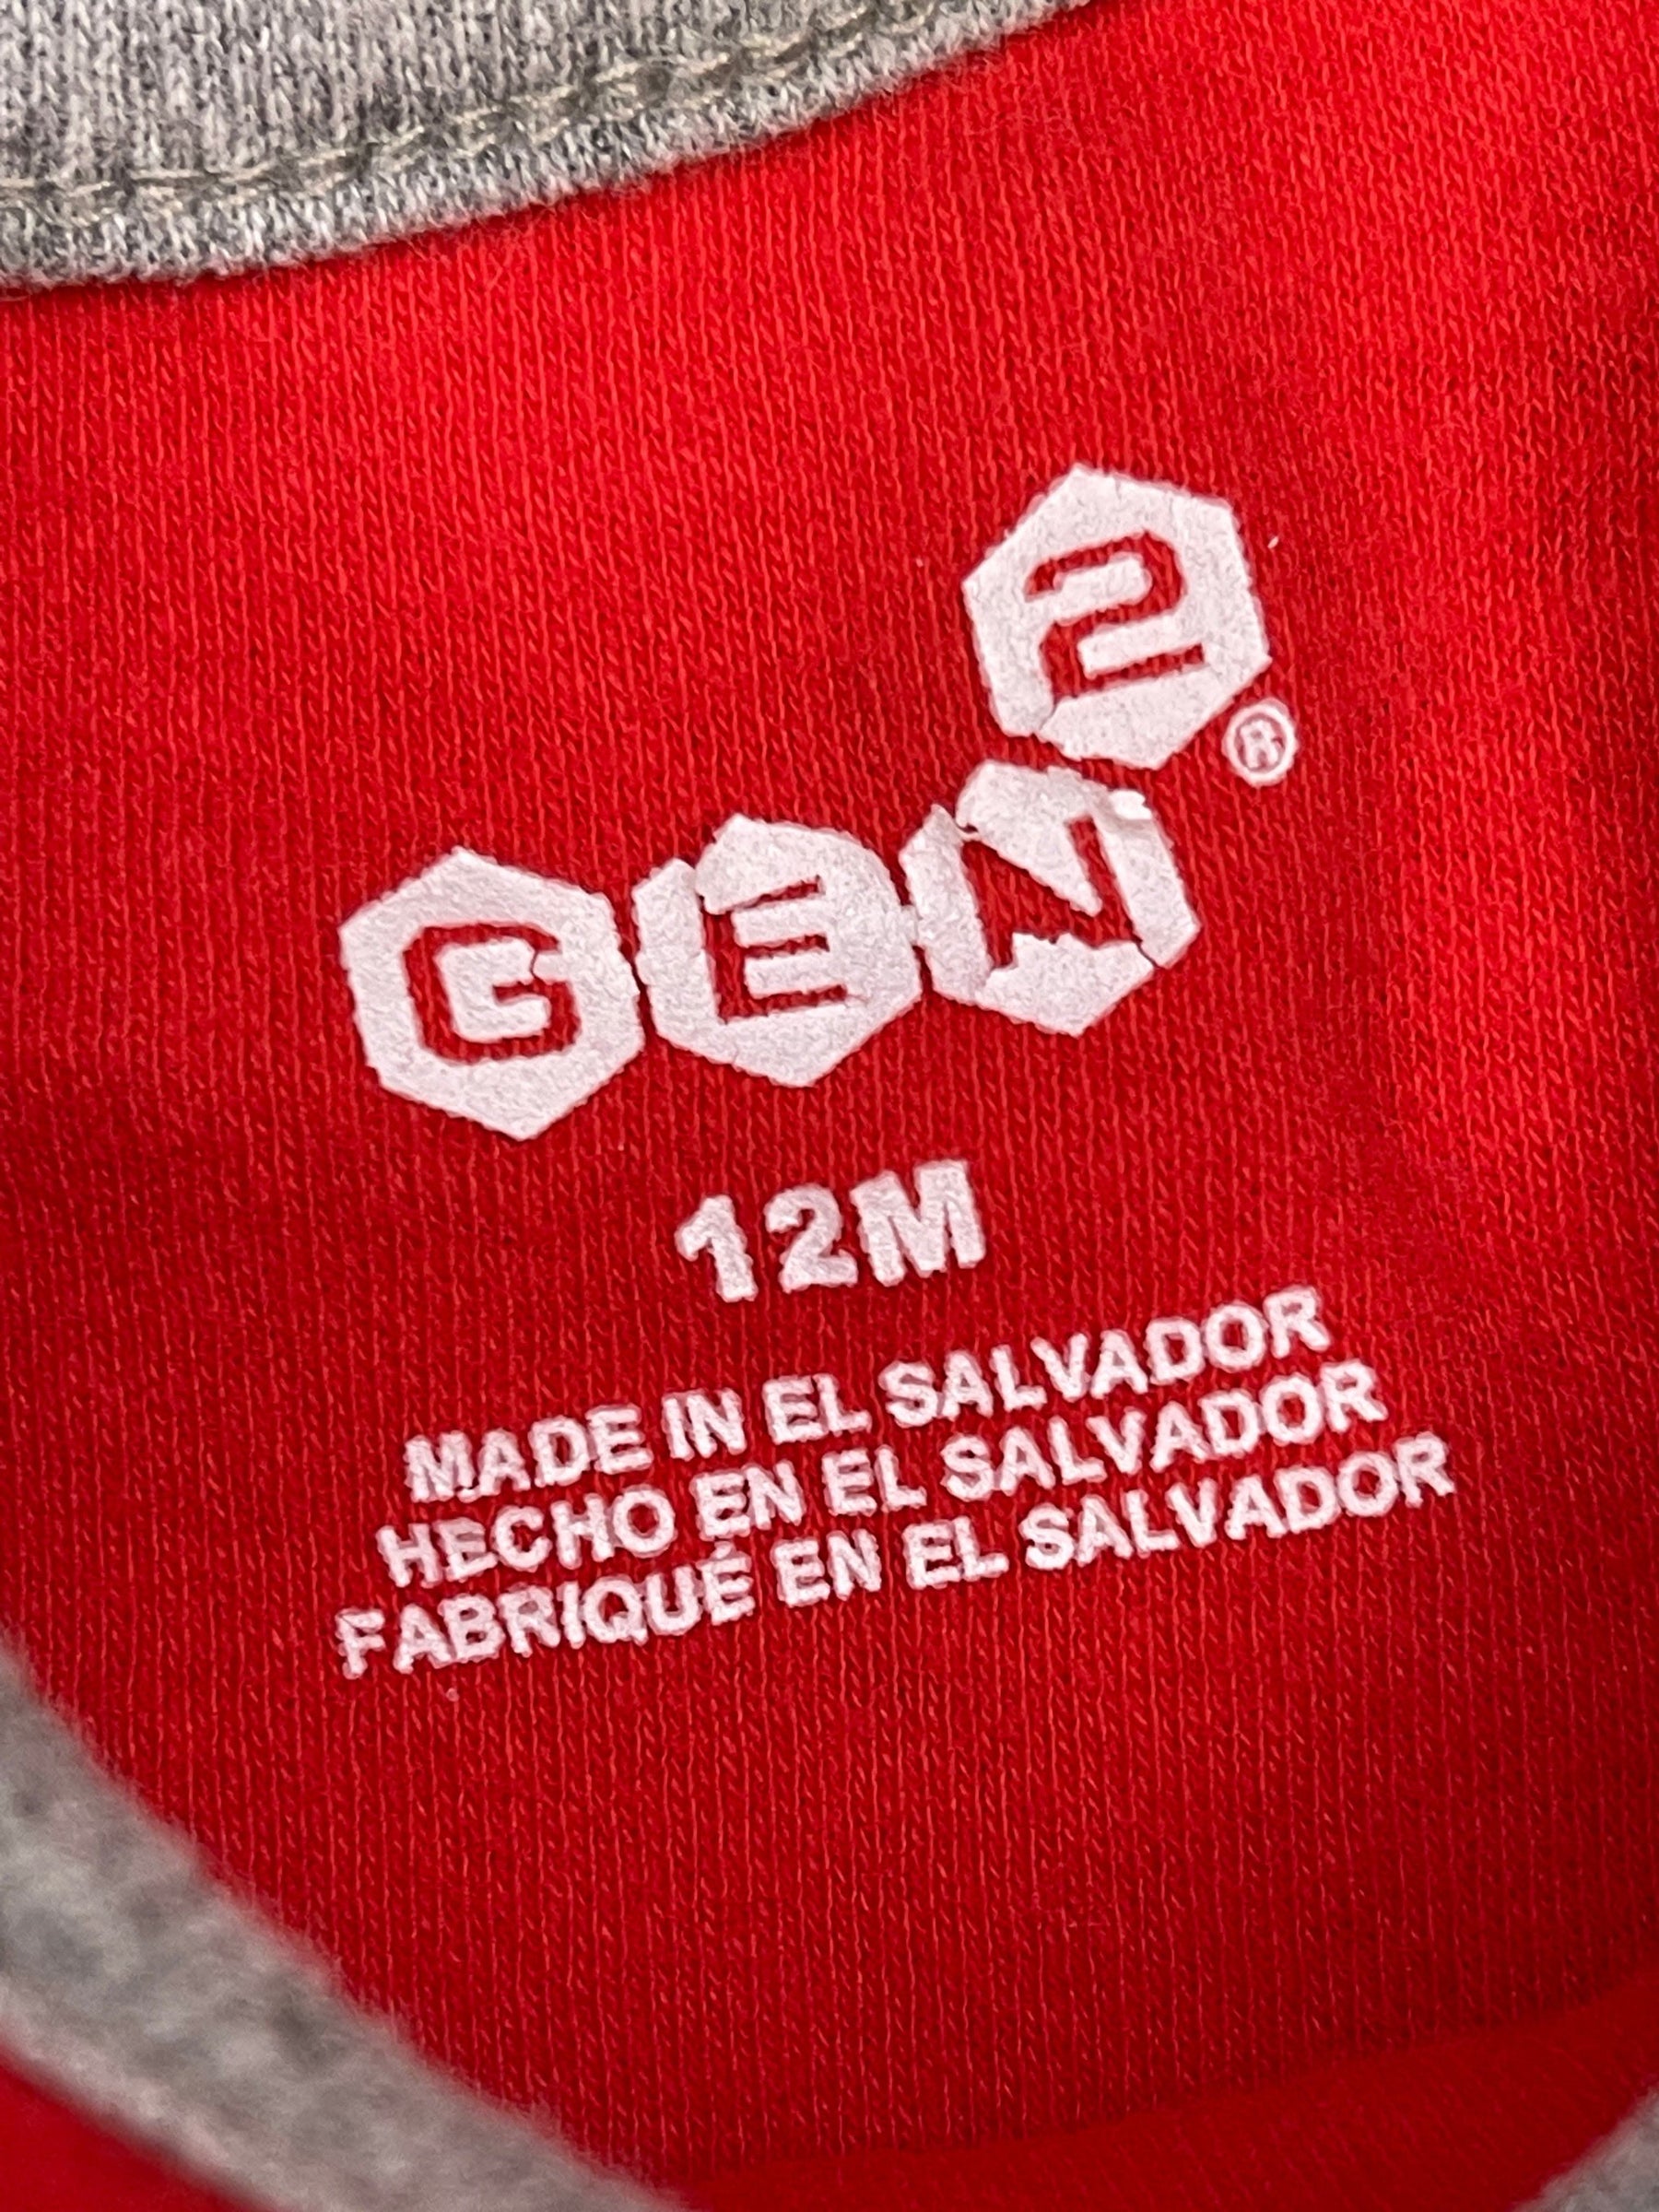 GEN2®
12M
MADE IN EL SALVADOR
HECHO EN EL SALVADOR
FABRIQUÉ EN EL SALVADOR